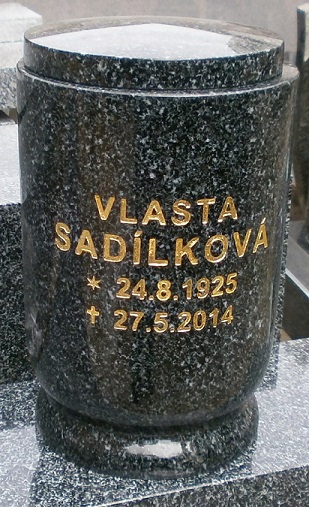 VLASTA
SADÍLKOVÁ
* 24.8.1925
† 27.5.2014